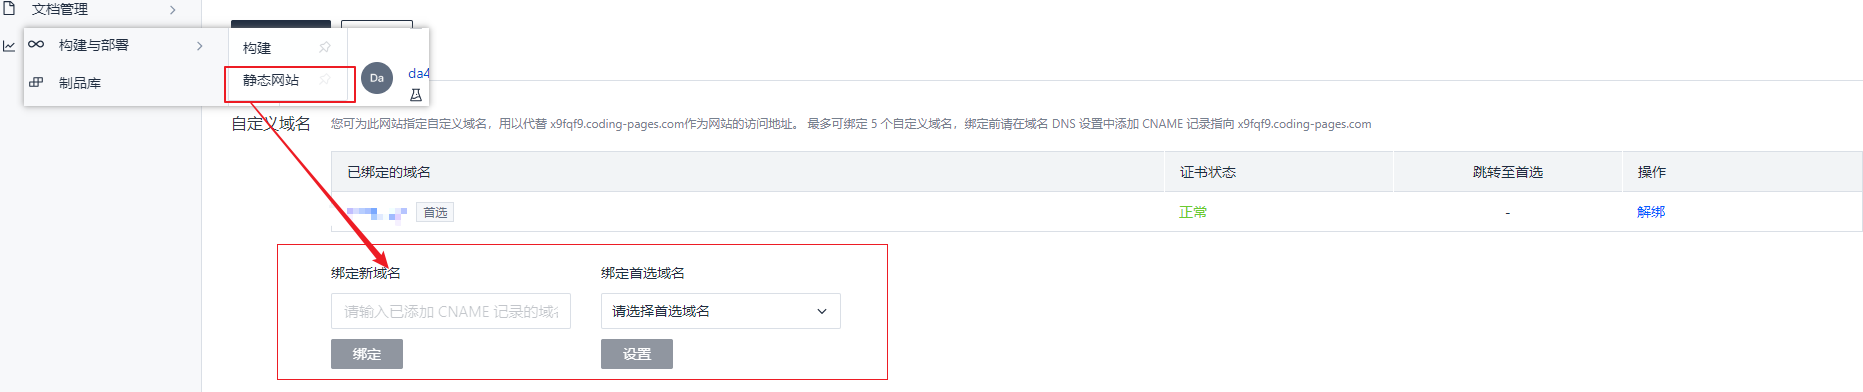 文档管理
构建与部署
制品库
构建
静态网站
Da
da4
自定义域名
您可为此网站指定自定义域名，用以代替 x9fqf9.coding-pages.com作为网站的访问地址。 最多可绑定 5 个自定义域名，绑定前请在域名 DNS 设置中添加 CNAME 记录指向 x9fqf9.coding-pages.com
已绑定的域名 证书状态 跳转至首选 操作
首选 正常 - 解绑
绑定新域名 绑定首选域名
请输入已添加 CNAME 记录的域名 请选择首选域名
绑定 设置